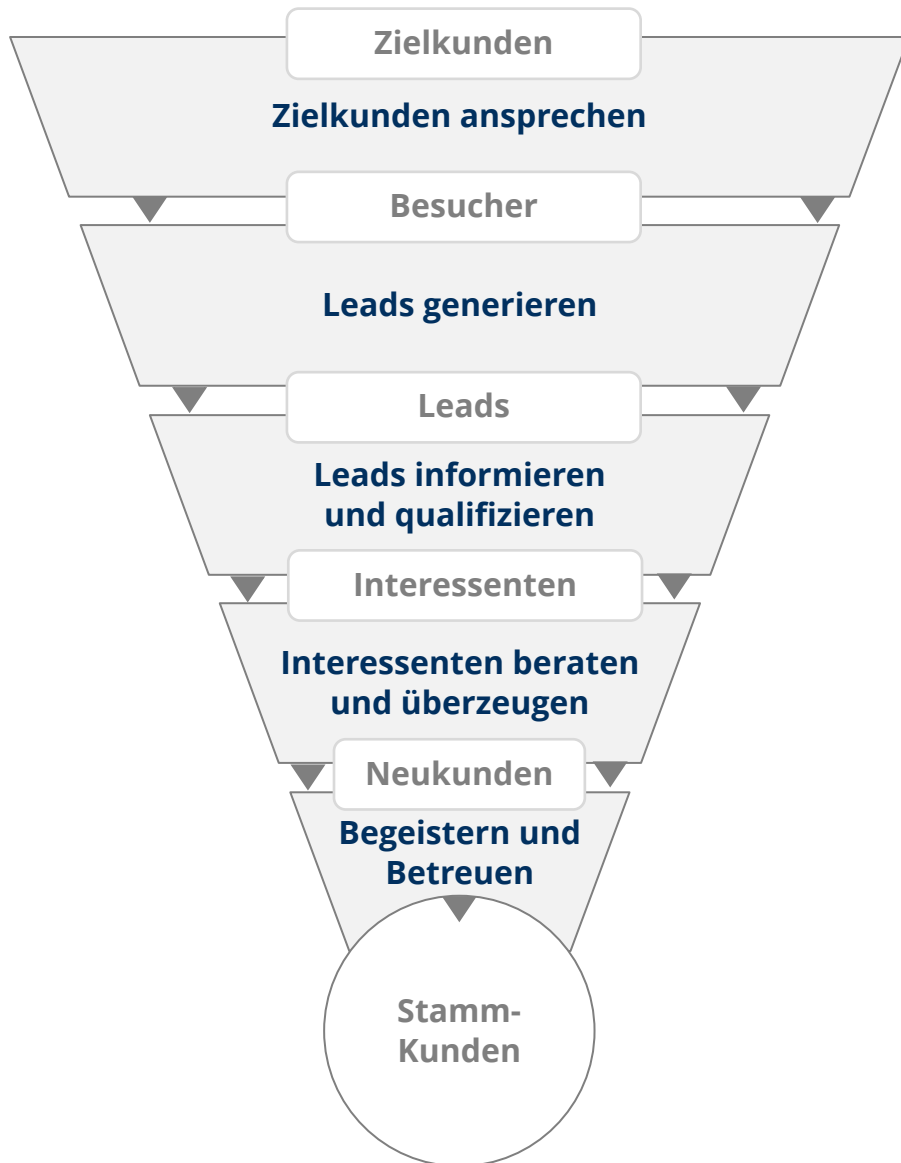 Zielkunden
Zielkunden ansprechen
Besucher
Leads generieren
Leads
Leads informieren
und qualifizieren
Interessenten
Interessenten beraten
und überzeugen
Neukunden
Begeistern und
Betreuen
Stamm-
Kunden